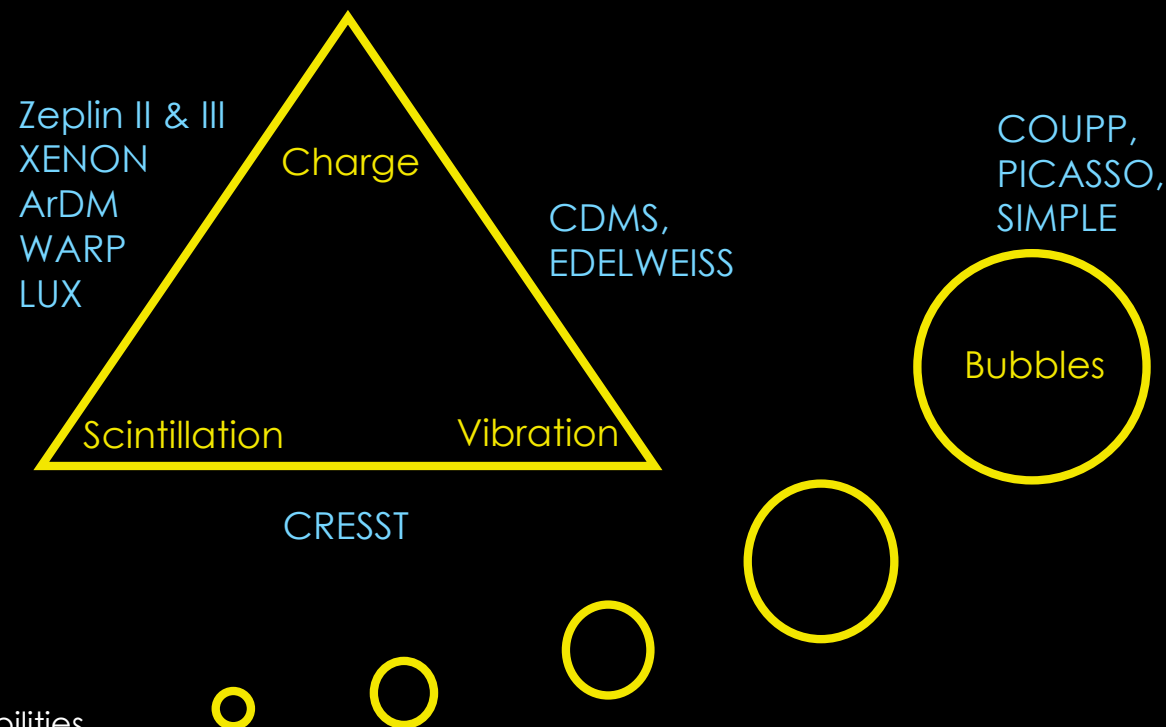 Zeplin II & III
XENON
ArDM
WARP
LUX
Charge
CDMS,
EDELWEISS
COUPP,
PICASSO,
SIMPLE
Bubbles
Scintillation
Vibration
CRESST